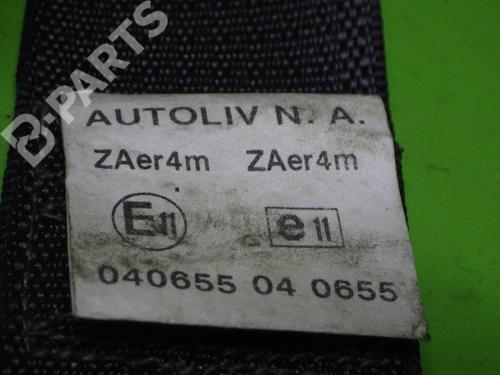 B-PARTS
AUTOLIV N. A.
ZAer4m ZAer4m
E11 e11
040655 04 0655